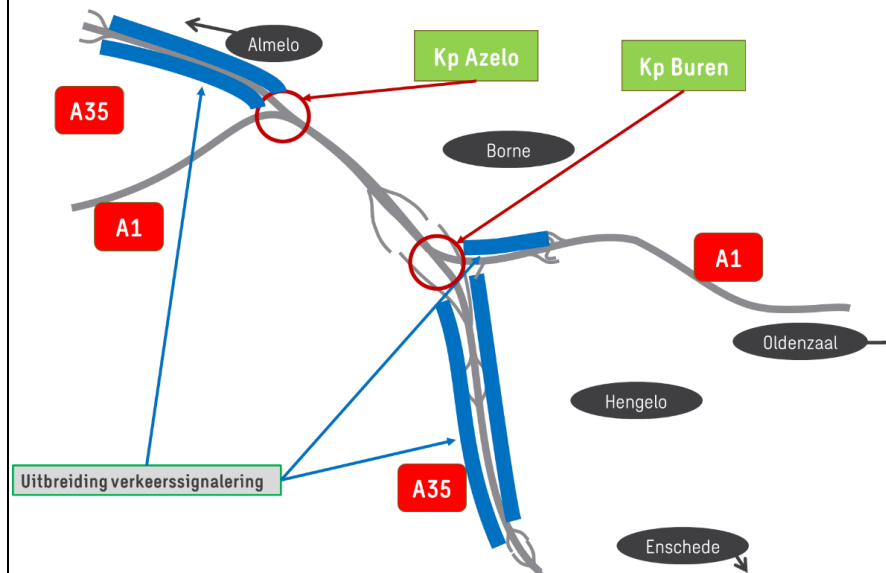 Almelo
Kp Azelo
Kp Buren
A35
Borne
A1
A1
Oldenzaal
Hengelo
Uitbreiding verkeerssignalering
A35
Enschede